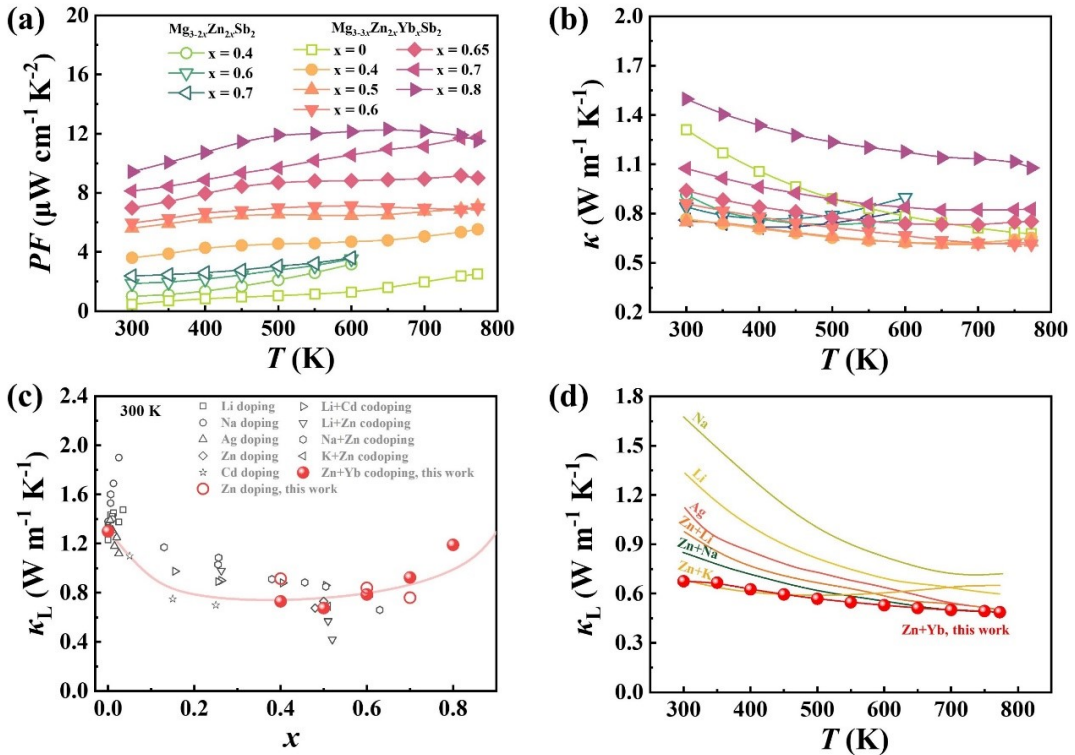 (a)
20
16
12
8
4
0
PF (μW cm⁻¹ K⁻²)
Mg₃₋₂ₓZn₂ₓSb₂
x = 0.4
x = 0.6
x = 0.7
Mg₃₋₃ₓZn₂ₓYbₓSb₂
x = 0
x = 0.4
x = 0.5
x = 0.6
x = 0.65
x = 0.7
x = 0.8
300 400 500 600 700 800
T (K)
(b)
2.0
1.7
1.4
1.1
0.8
0.5
0.2
κ (W m⁻¹ K⁻¹)
300 400 500 600 700 800
T (K)
(c)
2.4
2.0
1.6
1.2
0.8
0.4
0.0
κL (W m⁻¹ K⁻¹)
300 K
Li doping
Na doping
Ag doping
Zn doping
Cd doping
Li+Cd codoping
Li+Zn codoping
Na+Zn codoping
K+Zn codoping
Zn+Yb codoping, this work
Zn doping, this work
0.0 0.2 0.4 0.6 0.8
x
(d)
1.8
1.5
1.2
0.9
0.6
0.3
0.0
κL (W m⁻¹ K⁻¹)
Na
Li
Ag
Zn+Li
Zn+Na
Zn+K
Zn+Yb, this work
300 400 500 600 700 800
T (K)